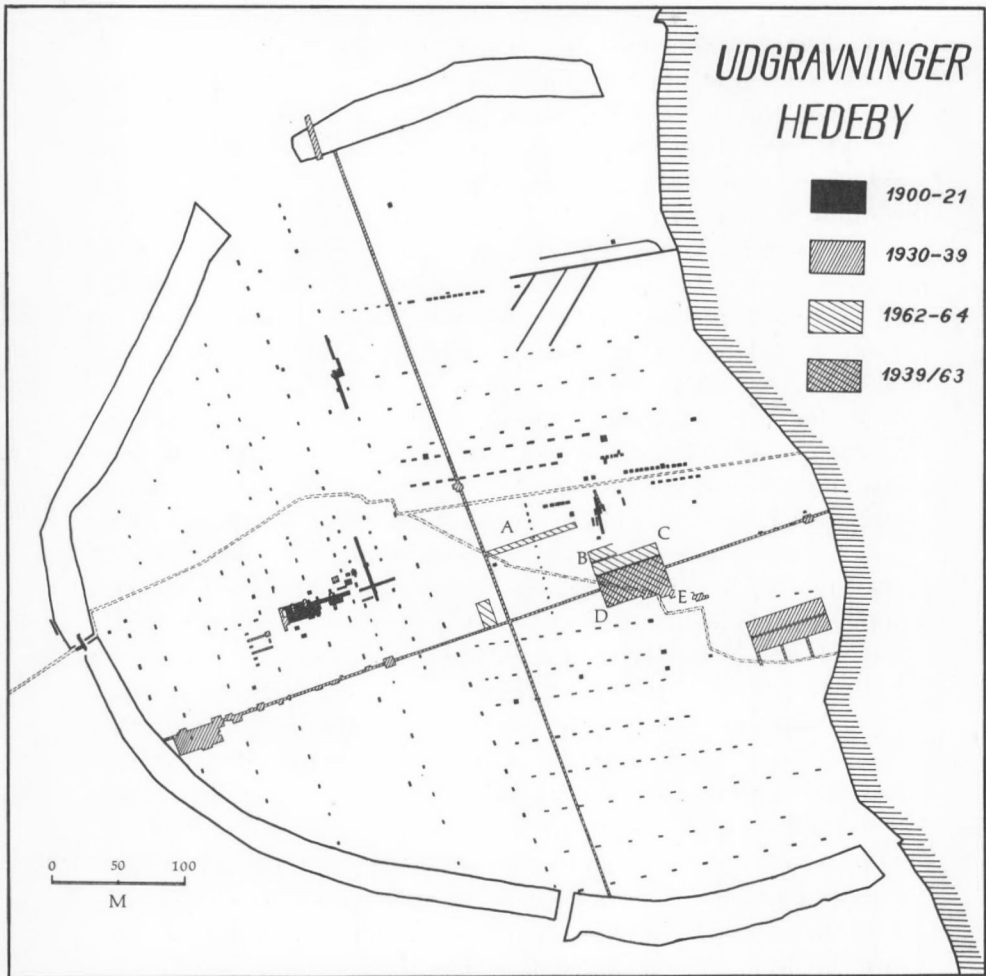 UDGRAVNINGER
HEDEBY
1900-21
1930-39
1962-64
1939/63
A
B
C
D
E
0 50 100
M